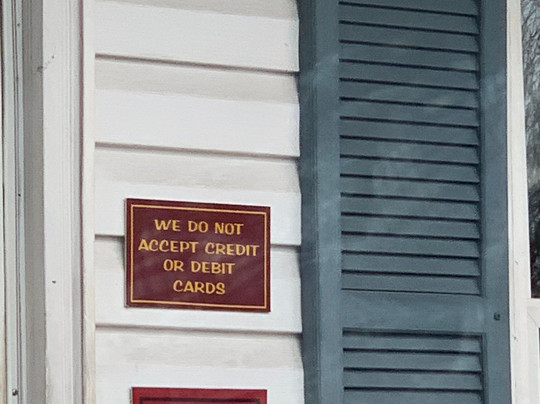 WE DO NOT
ACCEPT CREDIT
OR DEBIT
CARDS